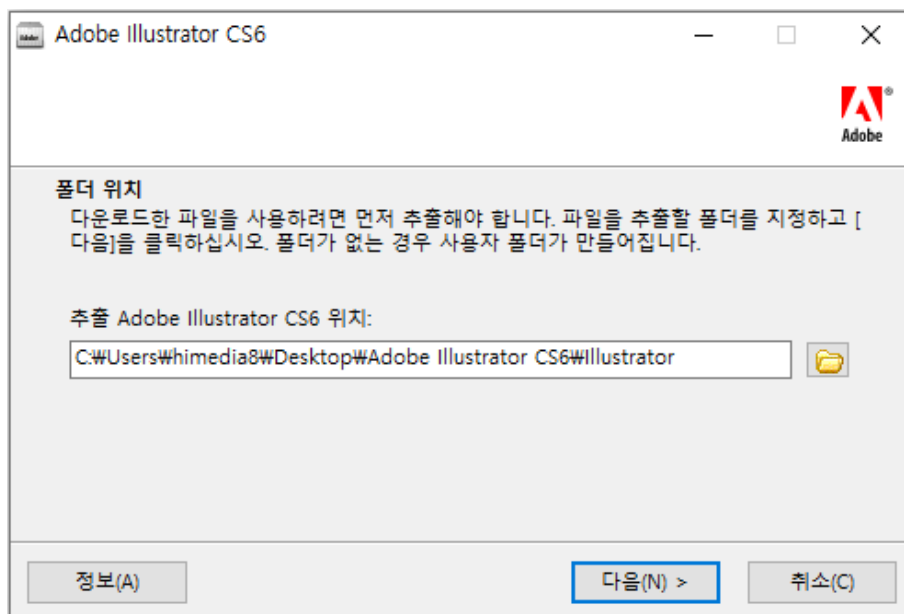 Adobe Illustrator CS6
Adobe
폴더 위치
다운로드한 파일을 사용하려면 먼저 추출해야 합니다. 파일을 추출할 폴더를 지정하고 [
다음]을 클릭하십시오. 폴더가 없는 경우 사용자 폴더가 만들어집니다.
추출 Adobe Illustrator CS6 위치:
C:₩Users₩himedia8₩Desktop₩Adobe Illustrator CS6₩Illustrator
정보(A)
다음(N) >
취소(C)